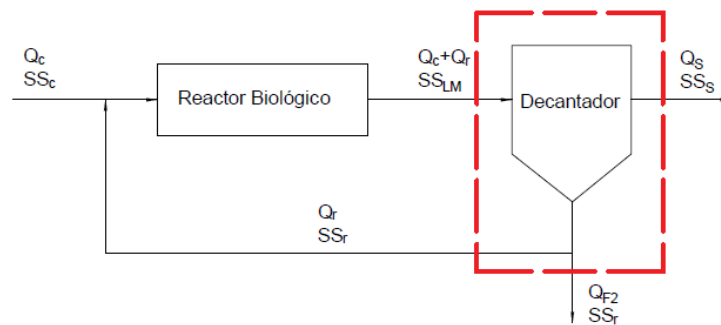 Qc
SSc
Reactor Biológico
Qc+Qr
SSLM
Decantador
QS
SSS
Qr
SSr
QF2
SSr